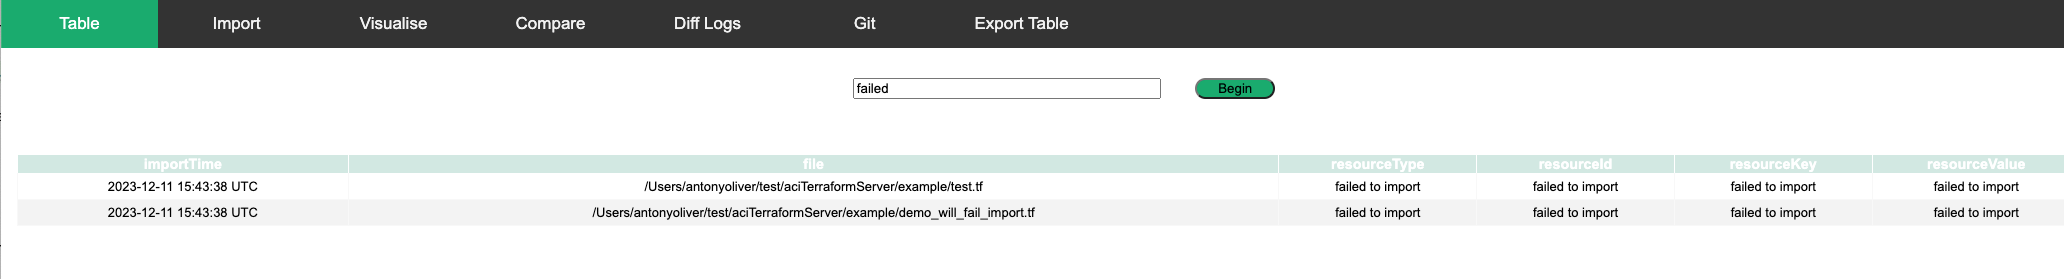 Table Import Visualise Compare Diff Logs Git Export Table
failed Begin
importTime file resourceType resourceId resourceKey resourceValue
2023-12-11 15:43:38 UTC /Users/antonyoliver/test/aciTerraformServer/example/test.tf failed to import failed to import failed to import failed to import
2023-12-11 15:43:38 UTC /Users/antonyoliver/test/aciTerraformServer/example/demo_will_fail_import.tf failed to import failed to import failed to import failed to import